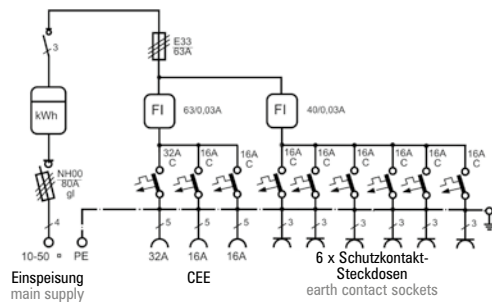 E33
63A
3
kWh
FI
63/0,03A
FI
40/0,03A
32A
C
16A
C
16A
C
16A
C
16A
C
16A
C
16A
C
16A
C
16A
C
NH00
80A
gl
4
5
5
5
3
3
3
3
3
3
10-50 ¤
PE
32A
16A
16A
Einspeisung
main supply
CEE
6 x Schutzkontakt-
Steckdosen
earth contact sockets